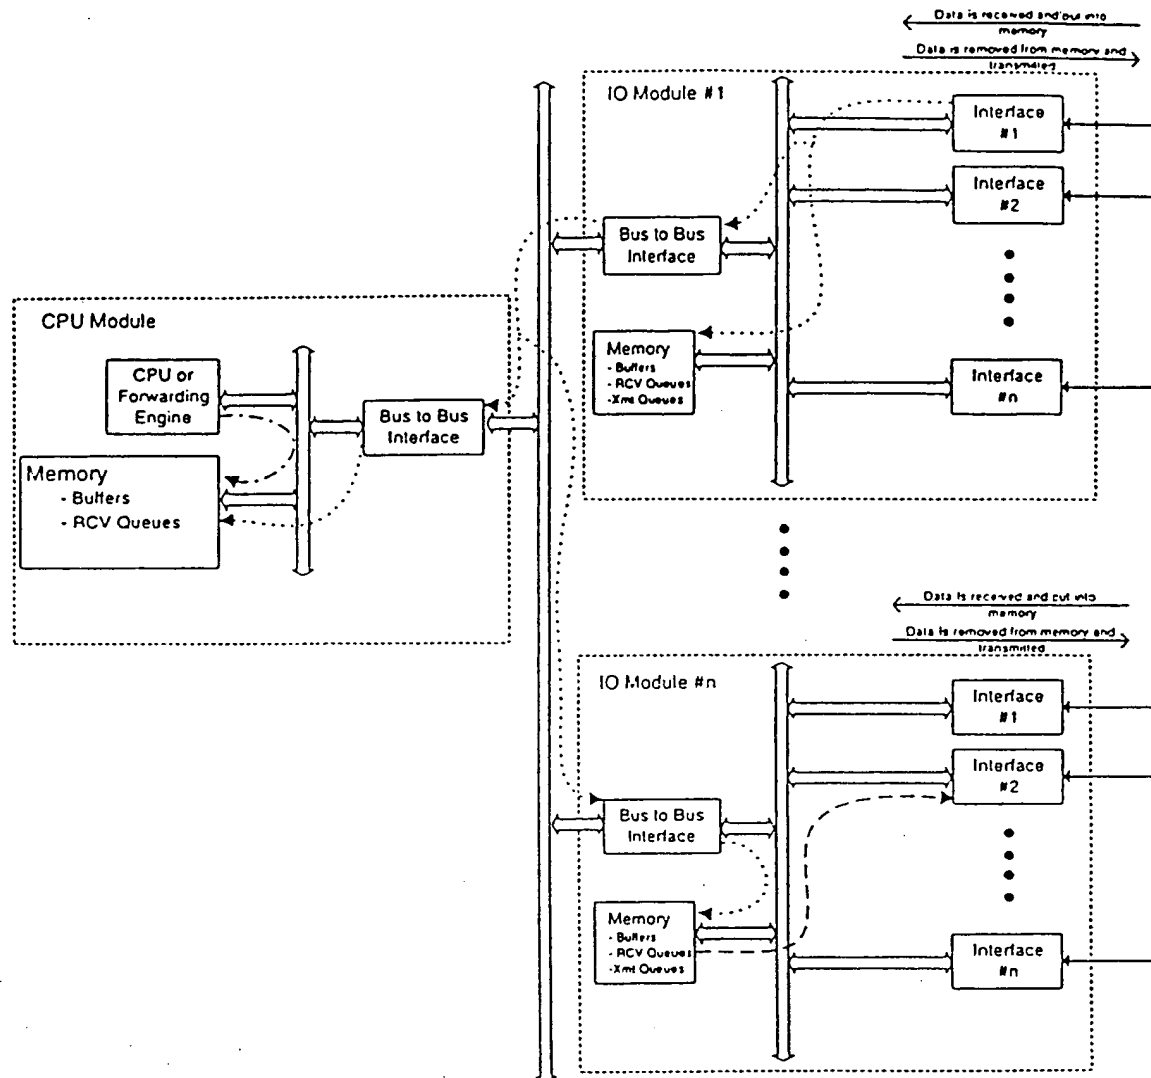 Data is received and put into
memory
Data is removed from memory and
transmitted
IO Module #1
Interface
#1
Interface
#2
Bus to Bus
Interface
Memory
- Buffers
- RCV Queues
-Xmt Queues
Interface
#n
CPU Module
CPU or
Forwarding
Engine
Bus to Bus
Interface
Memory
- Buffers
- RCV Queues
Data is received and put into
memory
Data is removed from memory and
transmitted
IO Module #n
Interface
#1
Interface
#2
Bus to Bus
Interface
Memory
- Buffers
- RCV Queues
-Xmt Queues
Interface
#n